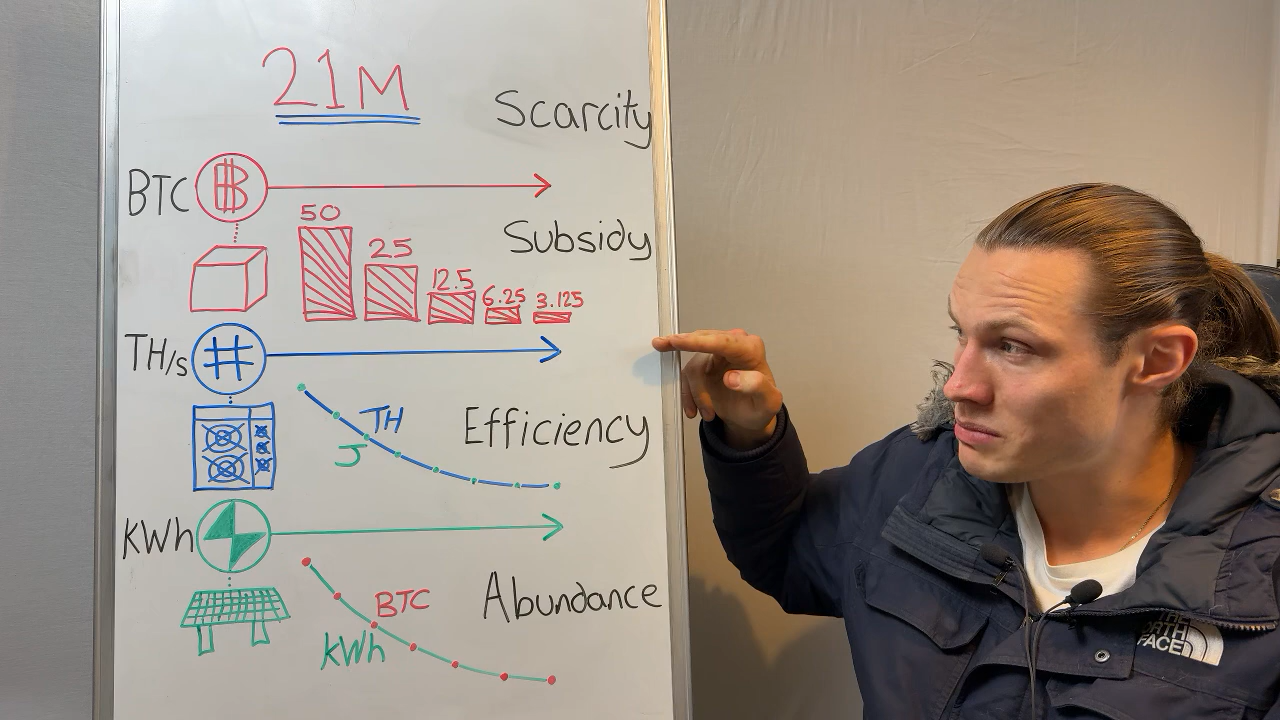 21M
Scarcity
BTC
Subsidy
50
25
12.5
6.25
3.125
TH/s
#
TH
J
Efficiency
KWh
BTC
KWh
Abundance
THE
NORTH
FACE